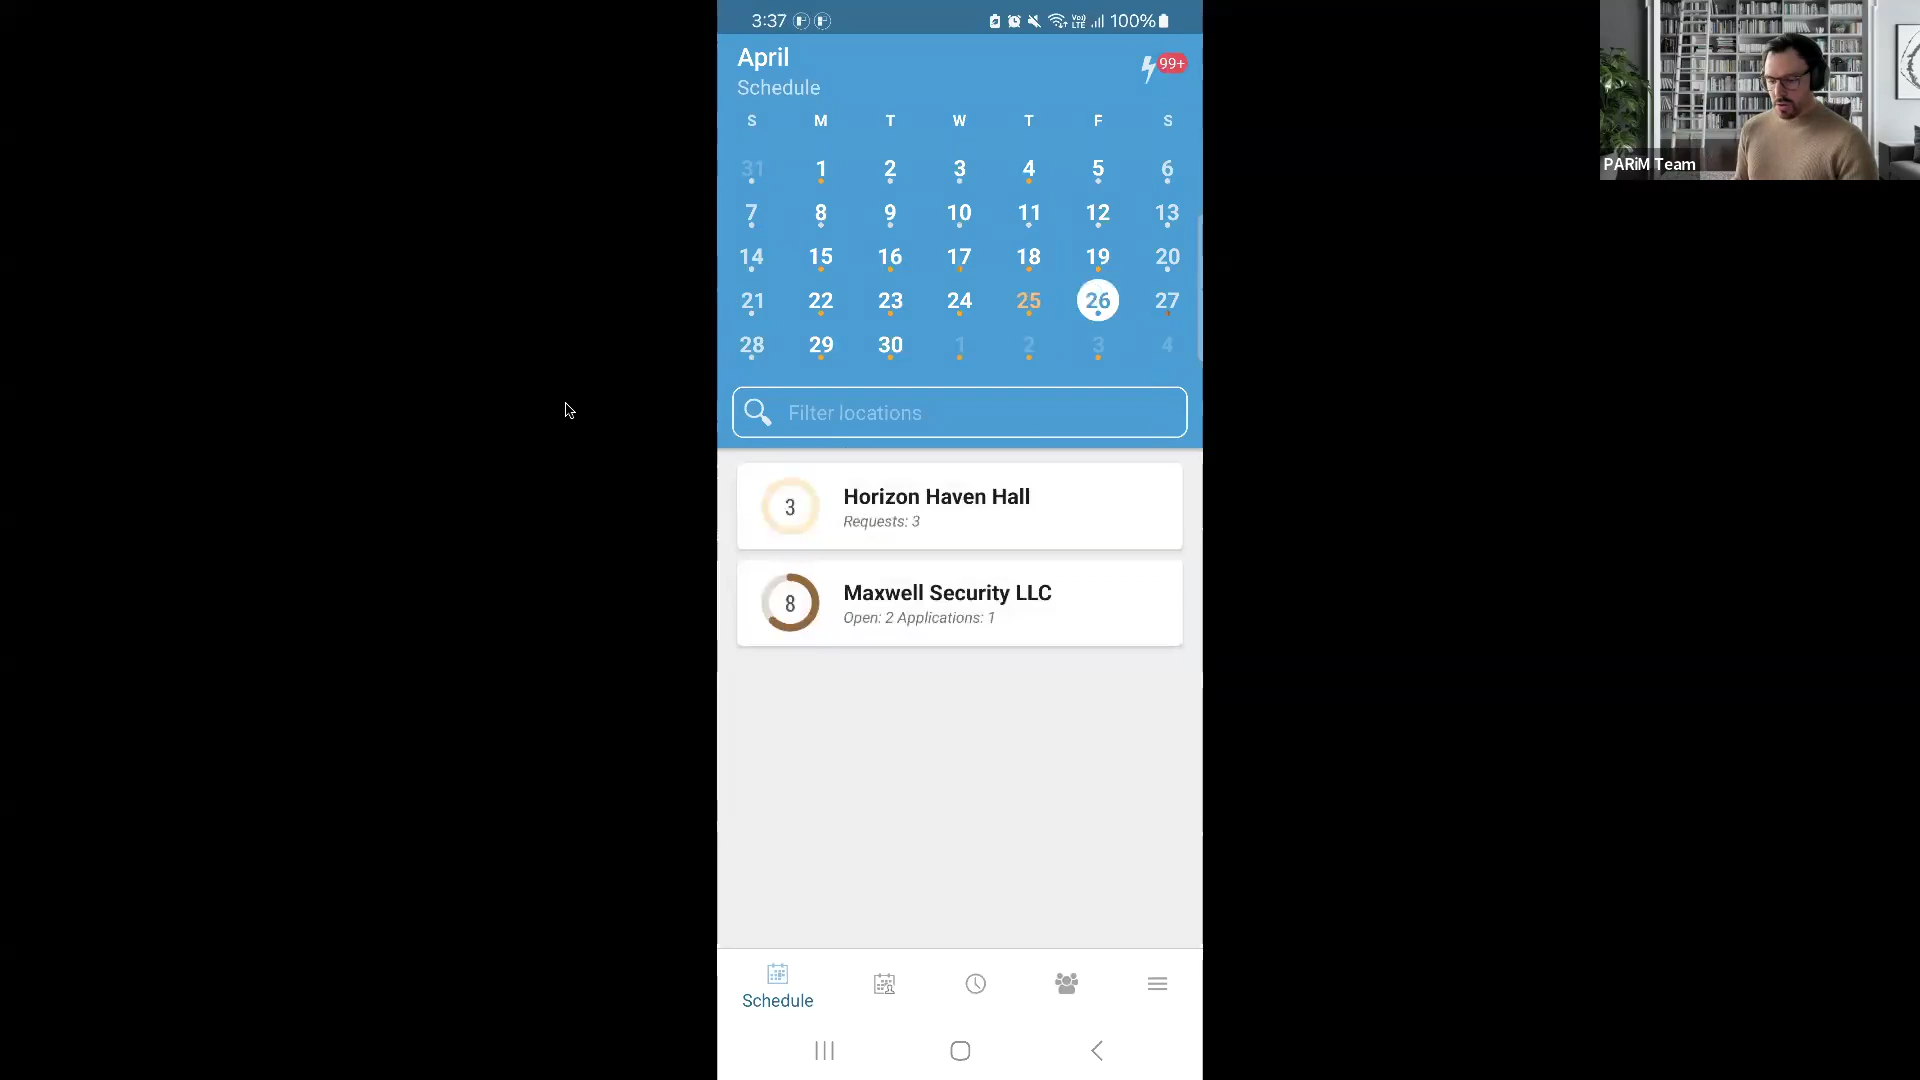 3:37 100%
April
99+
Schedule
S M T W T F S
31 1 2 3 4 5 6
7 8 9 10 11 12 13
14 15 16 17 18 19 20
21 22 23 24 25 26 27
28 29 30 1 2 3 4
Filter locations
3 Horizon Haven Hall
Requests: 3
8 Maxwell Security LLC
Open: 2 Applications: 1
Schedule
PARiM Team